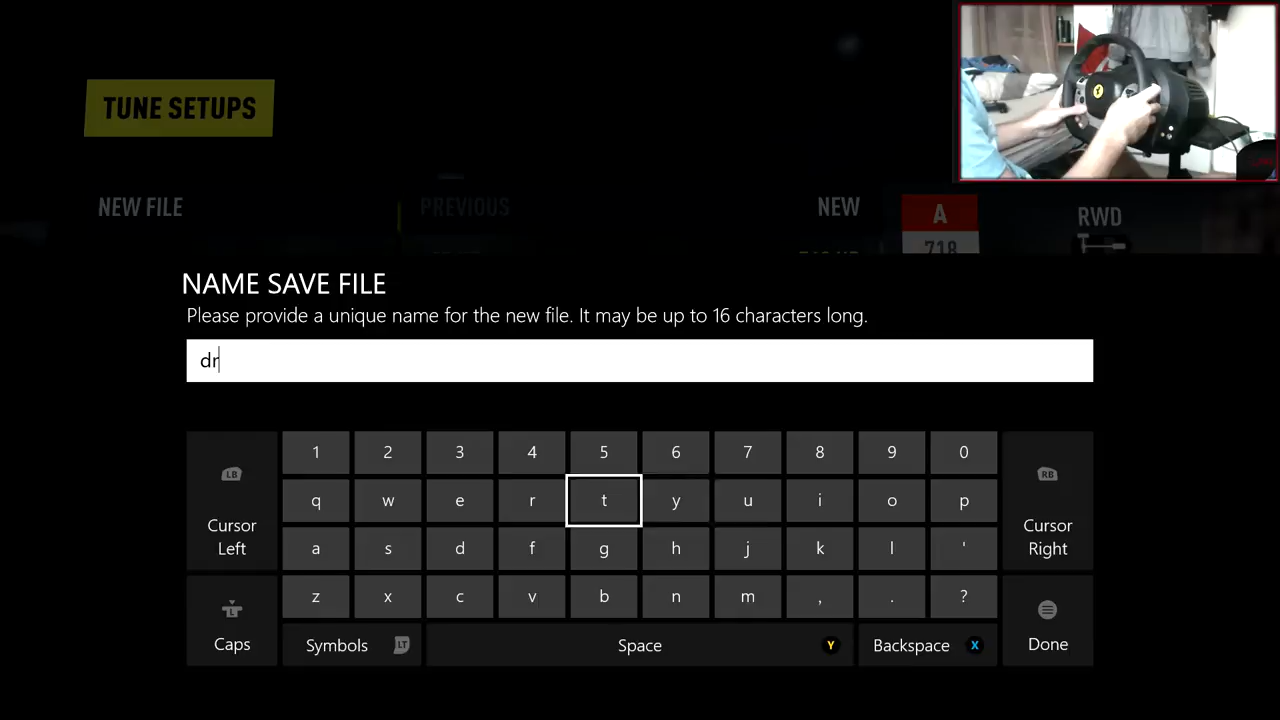 TUNE SETUPS
NEW FILE
PREVIOUS
NEW
A
RWD
718
NAME SAVE FILE
Please provide a unique name for the new file. It may be up to 16 characters long.
dr
LB
Cursor Left
1 2 3 4 5 6 7 8 9 0
RB
Cursor Right
q w e r t y u i o p
a s d f g h j k l '
z x c v b n m , . ?
L
Caps
Symbols LT
Space Y
Backspace X
Done